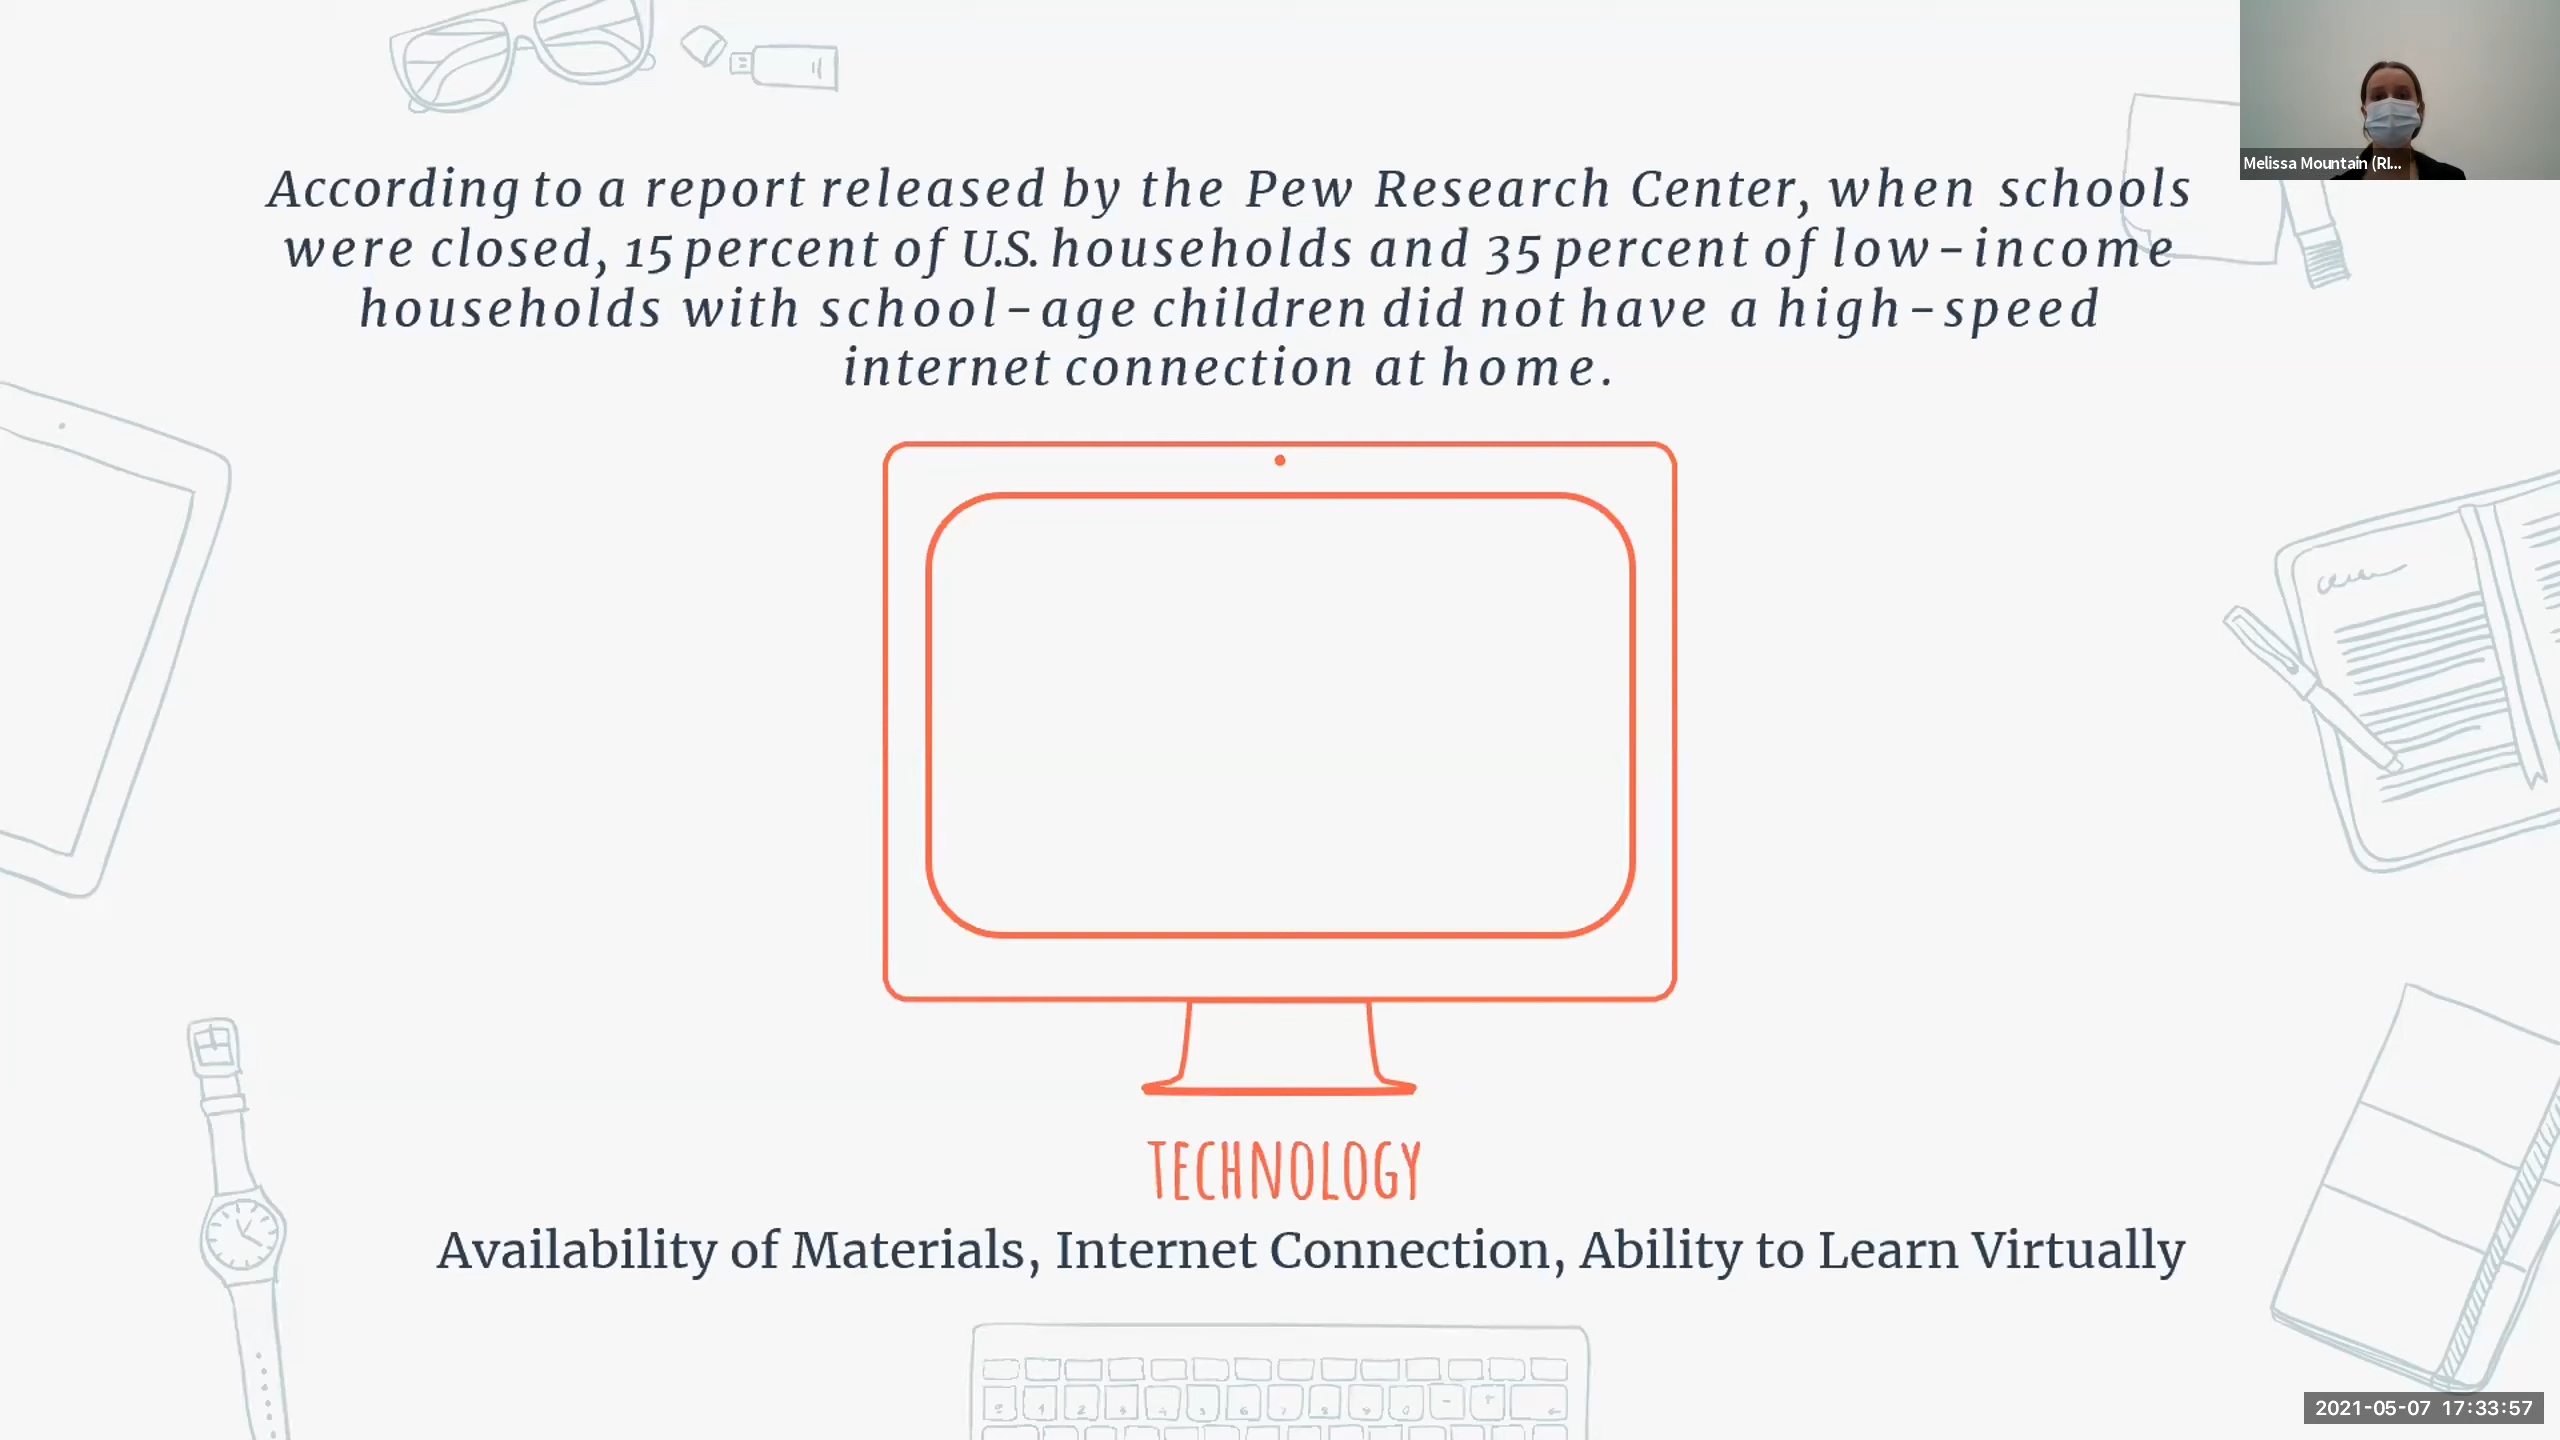 According to a report released by the Pew Research Center, when schools
were closed, 15 percent of U.S. households and 35 percent of low-income
households with school-age children did not have a high-speed
internet connection at home.
Melissa Mountain (RI...
TECHNOLOGY
Availability of Materials, Internet Connection, Ability to Learn Virtually
2021-05-07 17:33:57